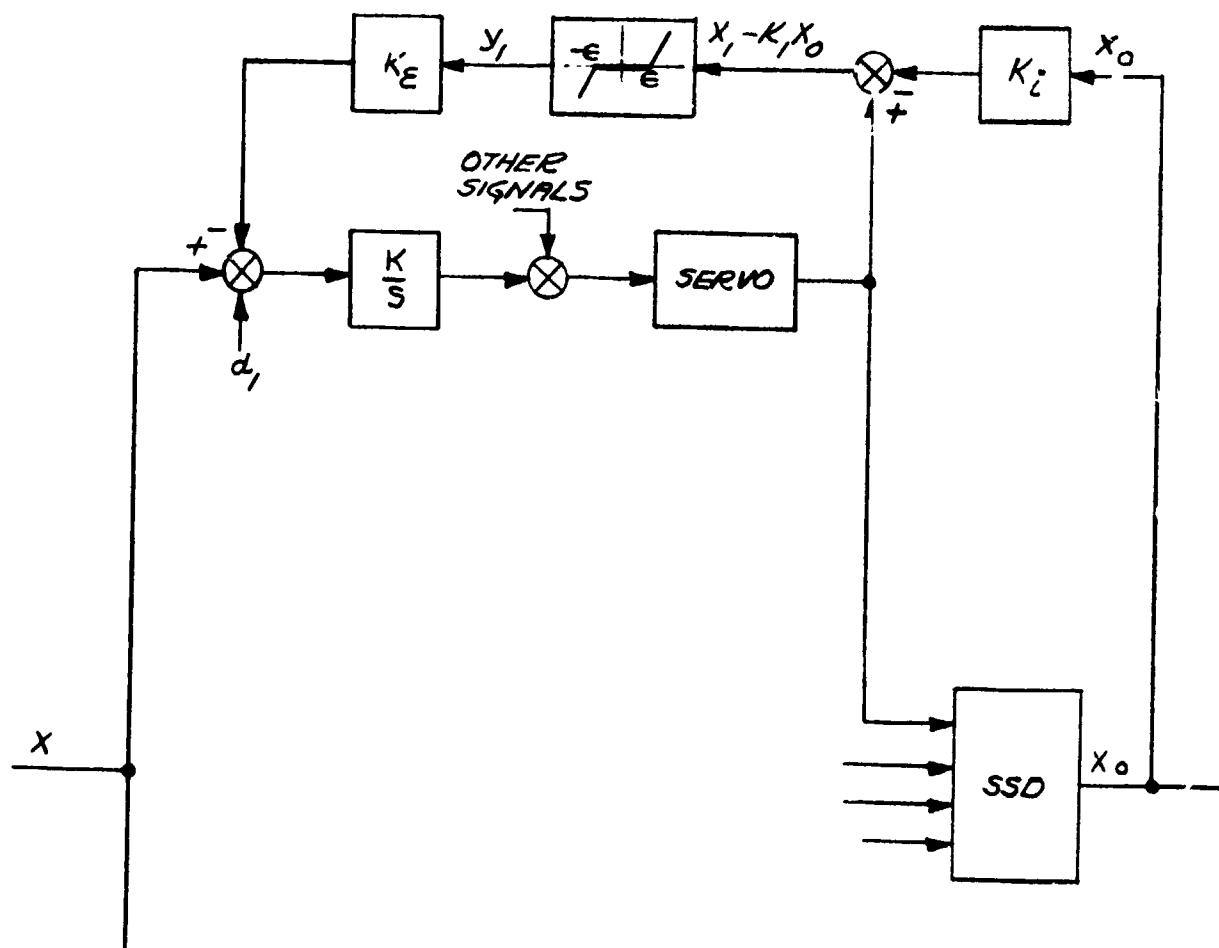 K'ε
y₁
-ε
ε
X₁-K₁X₀
-
+
Kᵢ
X₀
OTHER
SIGNALS
+
-
K
S
SERVO
d₁
X
SSD
X₀